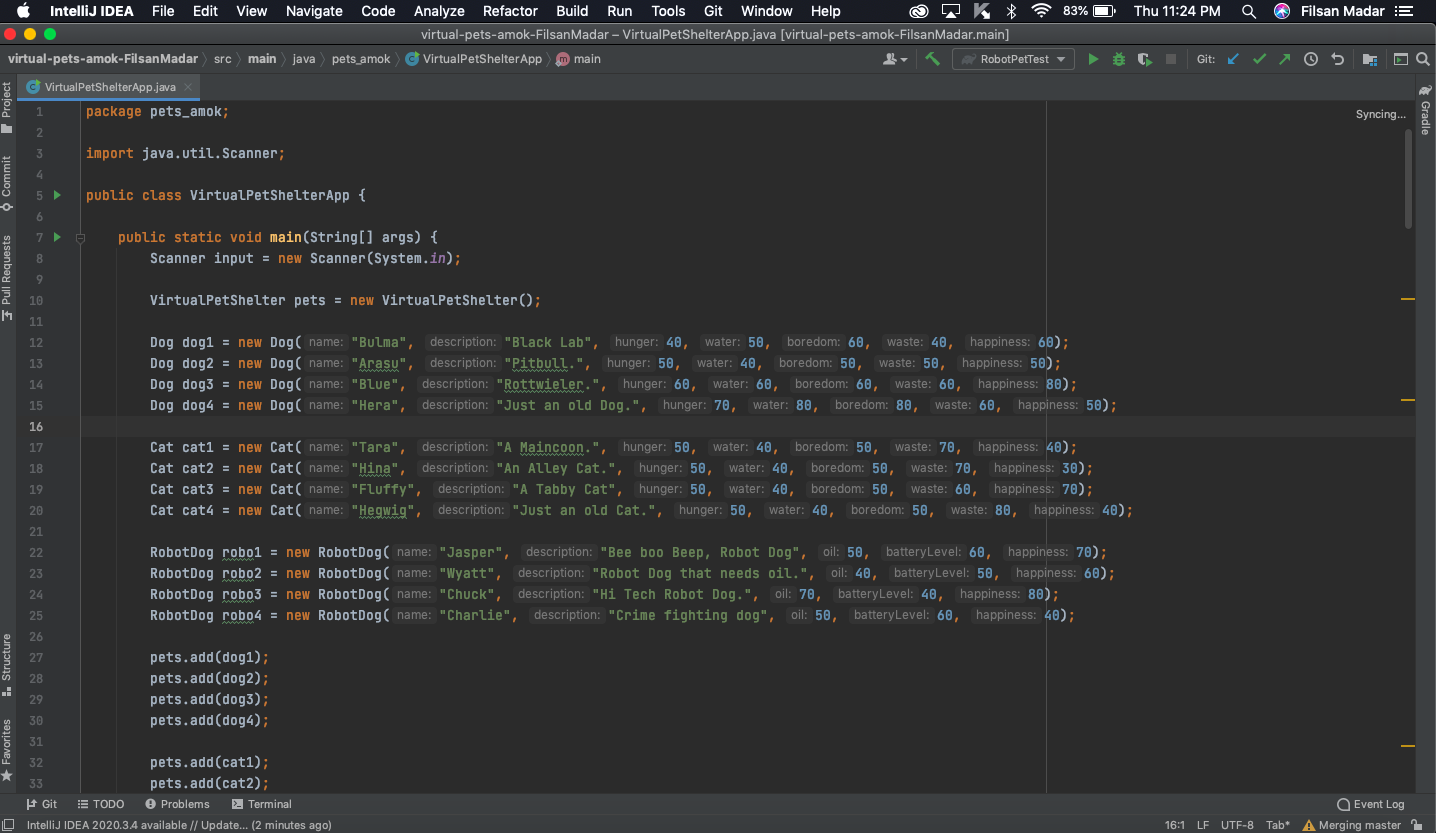 IntelliJ IDEA File Edit View Navigate Code Analyze Refactor Build Run Tools Git Window Help 83% Thu 11:24 PM Filsan Madar
virtual-pets-amok-FilsanMadar – VirtualPetShelterApp.java [virtual-pets-amok-FilsanMadar.main]
virtual-pets-amok-FilsanMadar src main java pets_amok VirtualPetShelterApp main RobotPetTest Git:
VirtualPetShelterApp.java
Project
Commit
Pull Requests
Structure
Favorites
Gradle
Syncing...
1 package pets_amok;
2
3 import java.util.Scanner;
4
5 public class VirtualPetShelterApp {
6
7 public static void main(String[] args) {
8 Scanner input = new Scanner(System.in);
9
10 VirtualPetShelter pets = new VirtualPetShelter();
11
12 Dog dog1 = new Dog( name: "Bulma", description: "Black Lab", hunger: 40, water: 50, boredom: 60, waste: 40, happiness: 60);
13 Dog dog2 = new Dog( name: "Arasu", description: "Pitbull.", hunger: 50, water: 40, boredom: 50, waste: 50, happiness: 50);
14 Dog dog3 = new Dog( name: "Blue", description: "Rottwieler.", hunger: 60, water: 60, boredom: 60, waste: 60, happiness: 80);
15 Dog dog4 = new Dog( name: "Hera", description: "Just an old Dog.", hunger: 70, water: 80, boredom: 80, waste: 60, happiness: 50);
16
17 Cat cat1 = new Cat( name: "Tara", description: "A Maincoon.", hunger: 50, water: 40, boredom: 50, waste: 70, happiness: 40);
18 Cat cat2 = new Cat( name: "Hina", description: "An Alley Cat.", hunger: 50, water: 40, boredom: 50, waste: 70, happiness: 30);
19 Cat cat3 = new Cat( name: "Fluffy", description: "A Tabby Cat", hunger: 50, water: 40, boredom: 50, waste: 60, happiness: 70);
20 Cat cat4 = new Cat( name: "Hegwig", description: "Just an old Cat.", hunger: 50, water: 40, boredom: 50, waste: 80, happiness: 40);
21
22 RobotDog robo1 = new RobotDog( name: "Jasper", description: "Bee boo Beep, Robot Dog", oil: 50, batteryLevel: 60, happiness: 70);
23 RobotDog robo2 = new RobotDog( name: "Wyatt", description: "Robot Dog that needs oil.", oil: 40, batteryLevel: 50, happiness: 60);
24 RobotDog robo3 = new RobotDog( name: "Chuck", description: "Hi Tech Robot Dog.", oil: 70, batteryLevel: 40, happiness: 80);
25 RobotDog robo4 = new RobotDog( name: "Charlie", description: "Crime fighting dog", oil: 50, batteryLevel: 60, happiness: 40);
26
27 pets.add(dog1);
28 pets.add(dog2);
29 pets.add(dog3);
30 pets.add(dog4);
31
32 pets.add(cat1);
33 pets.add(cat2);
Git TODO Problems Terminal Event Log
IntelliJ IDEA 2020.3.4 available // Update... (2 minutes ago) 16:1 LF UTF-8 Tab* Merging master